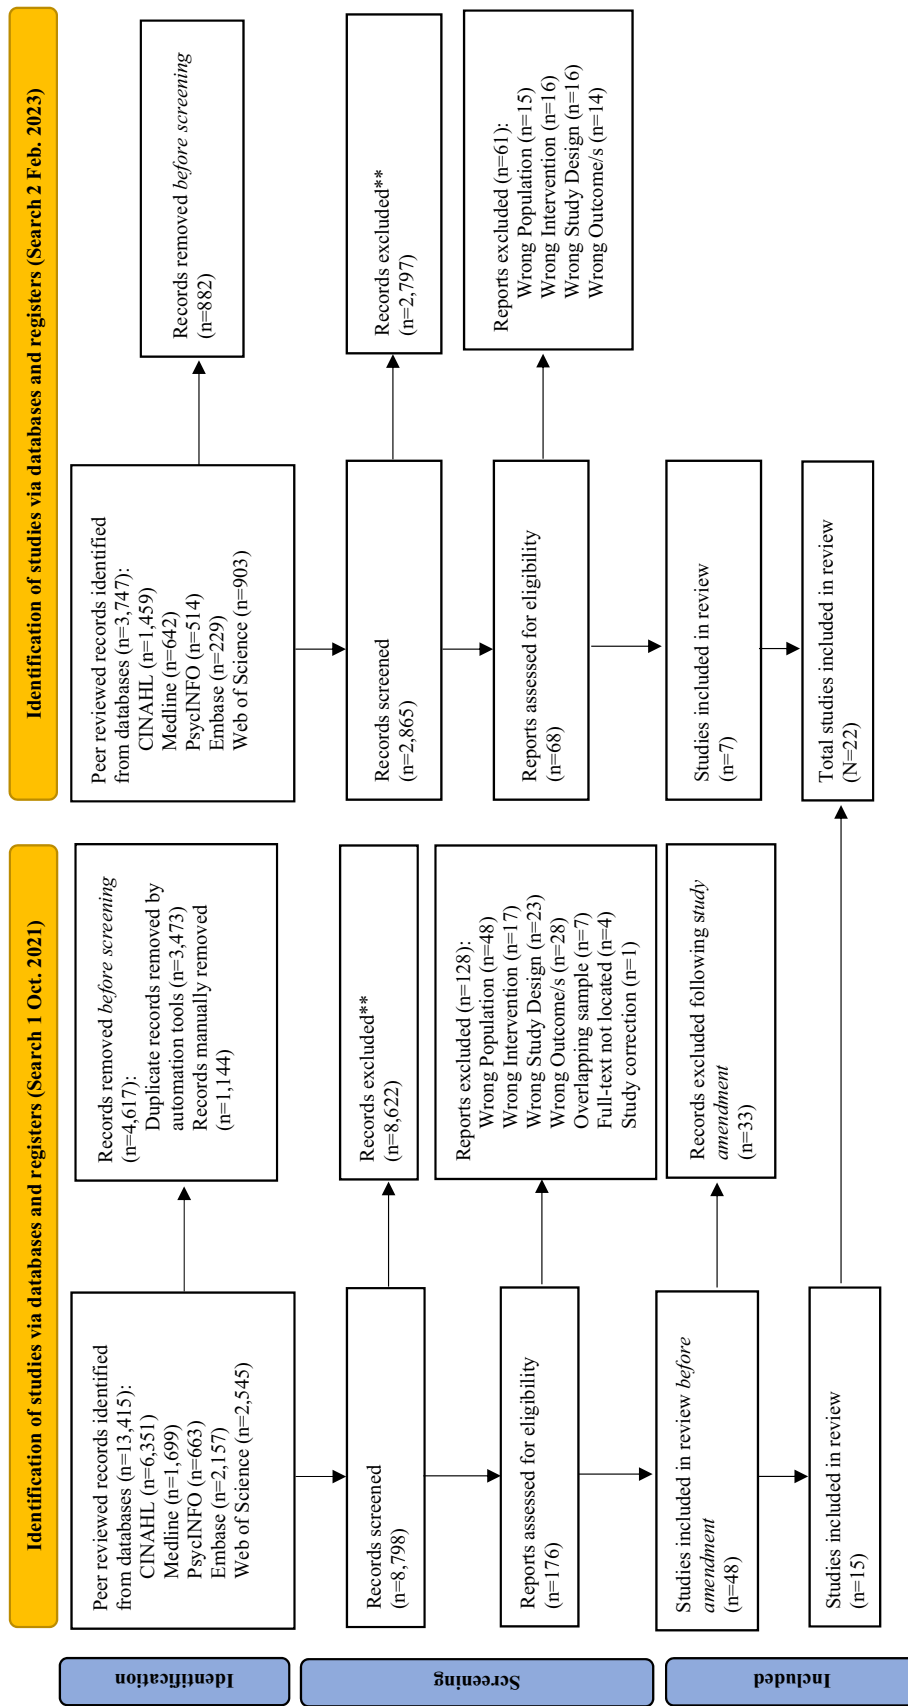 Identification of studies via databases and registers (Search 1 Oct. 2021)
Identification of studies via databases and registers (Search 2 Feb. 2023)
Identification
Peer reviewed records identified
from databases (n=13,415):
CINAHL (n=6,351)
Medline (n=1,699)
PsycINFO (n=663)
Embase (n=2,157)
Web of Science (n=2,545)
Records removed before screening
(n=4,617):
Duplicate records removed by
automation tools (n=3,473)
Records manually removed
(n=1,144)
Peer reviewed records identified
from databases (n=3,747):
CINAHL (n=1,459)
Medline (n=642)
PsycINFO (n=514)
Embase (n=229)
Web of Science (n=903)
Records removed before screening
(n=882)
Screening
Records screened
(n=8,798)
Records excluded**
(n=8,622)
Records screened
(n=2,865)
Records excluded**
(n=2,797)
Reports assessed for eligibility
(n=176)
Reports excluded (n=128):
Wrong Population (n=48)
Wrong Intervention (n=17)
Wrong Study Design (n=23)
Wrong Outcome/s (n=28)
Overlapping sample (n=7)
Full-text not located (n=4)
Study correction (n=1)
Reports assessed for eligibility
(n=68)
Reports excluded (n=61):
Wrong Population (n=15)
Wrong Intervention (n=16)
Wrong Study Design (n=16)
Wrong Outcome/s (n=14)
Included
Studies included in review before
amendment
(n=48)
Records excluded following study
amendment
(n=33)
Studies included in review
(n=7)
Studies included in review
(n=15)
Total studies included in review
(N=22)